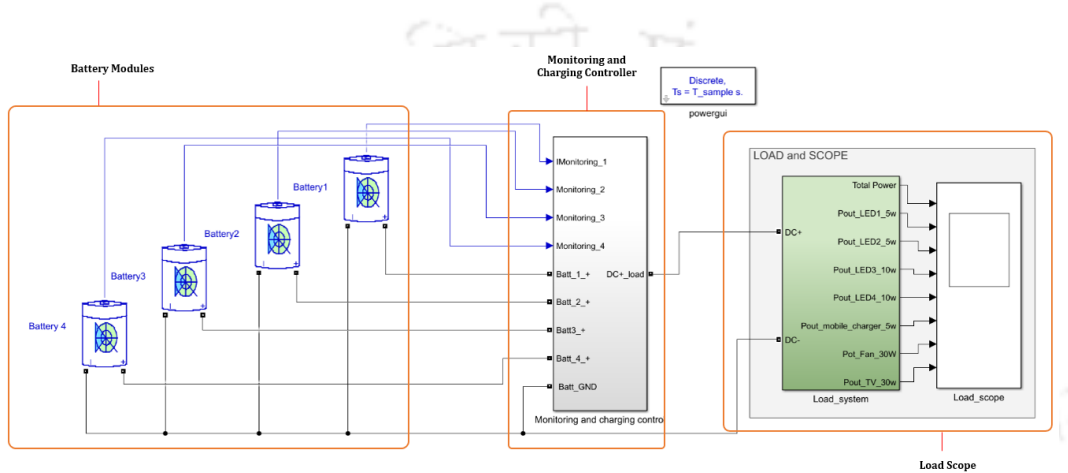 Battery Modules
Monitoring and
Charging Controller
Discrete,
Ts = T_sample s.
powergui
LOAD and SCOPE
Battery1
Battery2
Battery3
Battery 4
IMonitoring_1
Monitoring_2
Monitoring_3
Monitoring_4
Batt_1_+
Batt_2_+
Batt3_+
Batt_4_+
Batt_GND
DC+_load
Monitoring and charging contro
DC+
DC-
Total Power
Pout_LED1_5w
Pout_LED2_5w
Pout_LED3_10w
Pout_LED4_10w
Pout_mobile_charger_5w
Pot_Fan_30W
Pout_TV_30w
Load_system
Load_scope
Load Scope